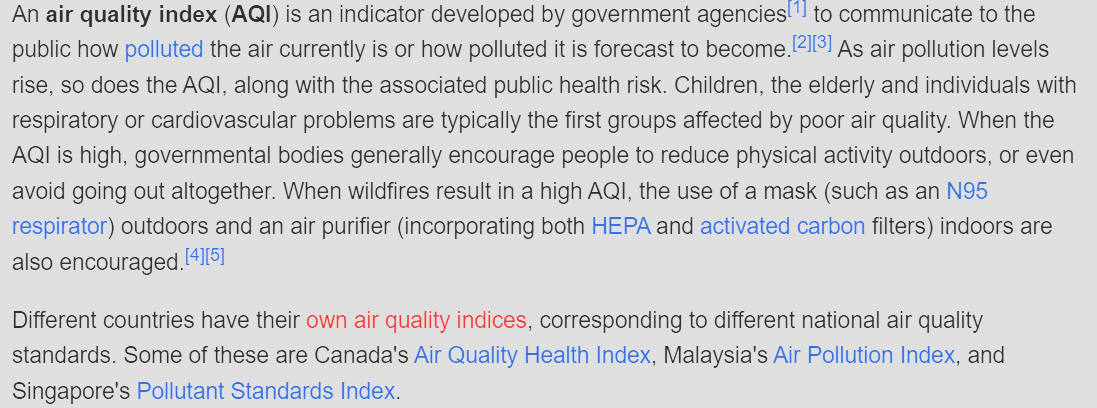 An air quality index (AQI) is an indicator developed by government agencies[1] to communicate to the
public how polluted the air currently is or how polluted it is forecast to become.[2][3] As air pollution levels
rise, so does the AQI, along with the associated public health risk. Children, the elderly and individuals with
respiratory or cardiovascular problems are typically the first groups affected by poor air quality. When the
AQI is high, governmental bodies generally encourage people to reduce physical activity outdoors, or even
avoid going out altogether. When wildfires result in a high AQI, the use of a mask (such as an N95
respirator) outdoors and an air purifier (incorporating both HEPA and activated carbon filters) indoors are
also encouraged.[4][5]
Different countries have their own air quality indices, corresponding to different national air quality
standards. Some of these are Canada's Air Quality Health Index, Malaysia's Air Pollution Index, and
Singapore's Pollutant Standards Index.